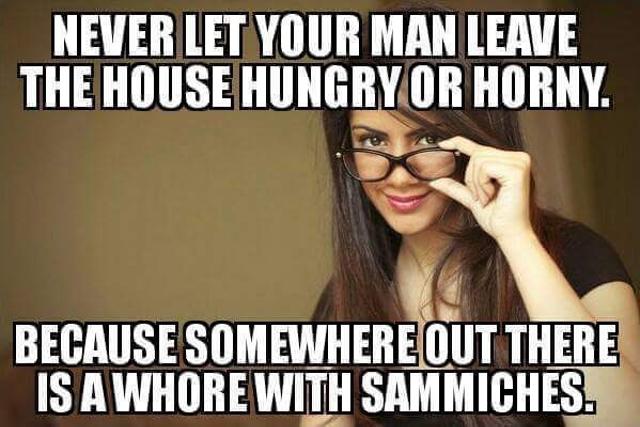 NEVER LET YOUR MAN LEAVE
THE HOUSE HUNGRY OR HORNY.
BECAUSE SOMEWHERE OUT THERE
IS A WHORE WITH SAMMICHES.